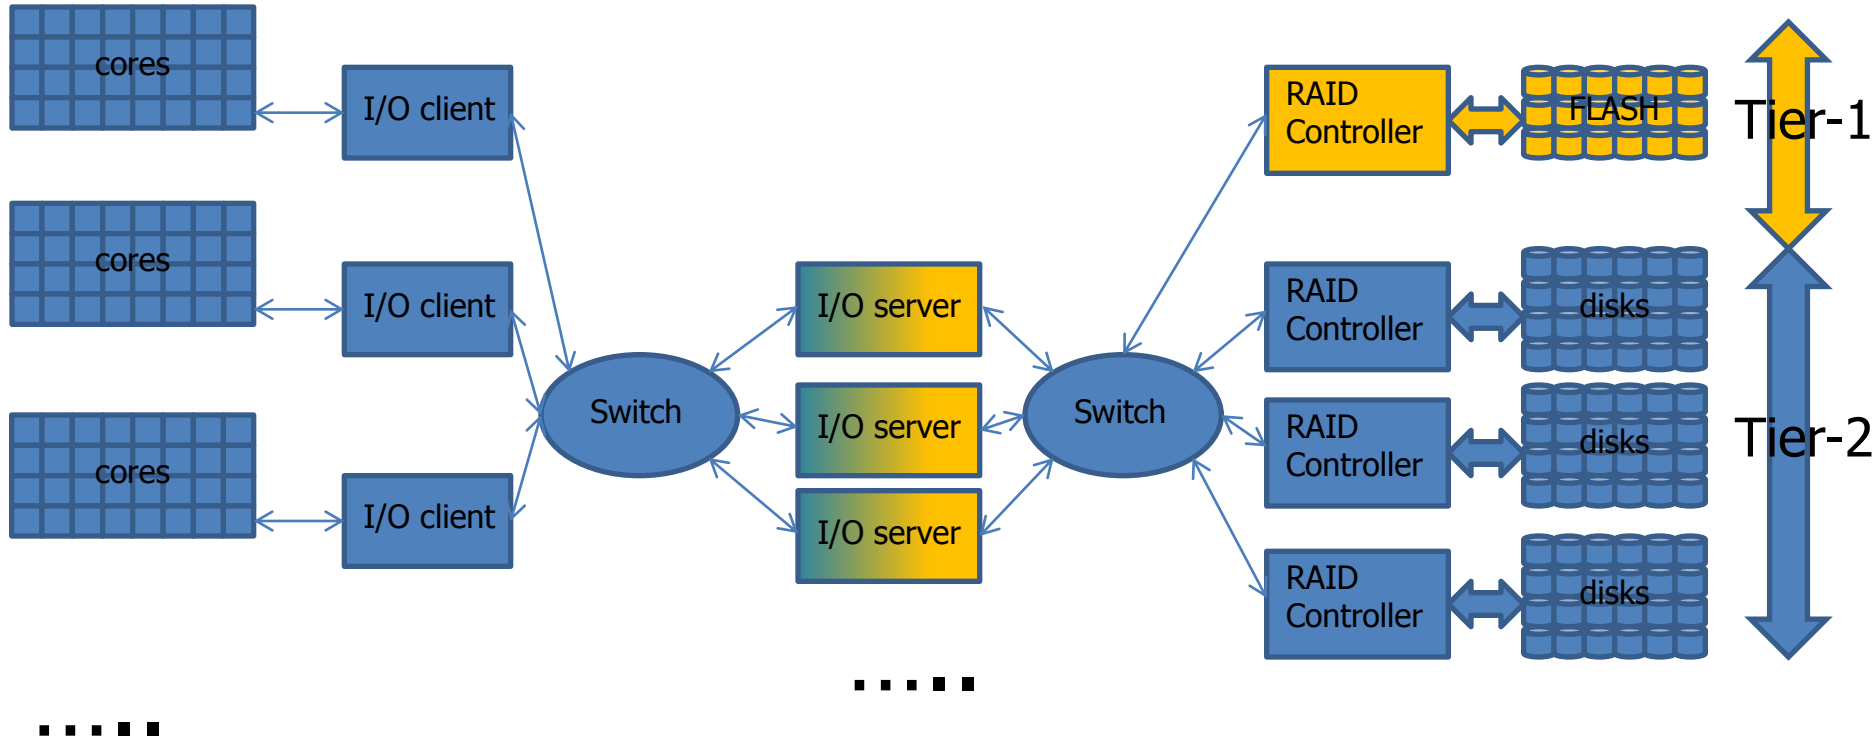 cores
I/O client
RAID
Controller
FLASH
Tier-1
cores
I/O client
I/O server
RAID
Controller
disks
Switch
I/O server
Switch
RAID
Controller
disks
Tier-2
cores
I/O client
I/O server
RAID
Controller
disks
.....
.....